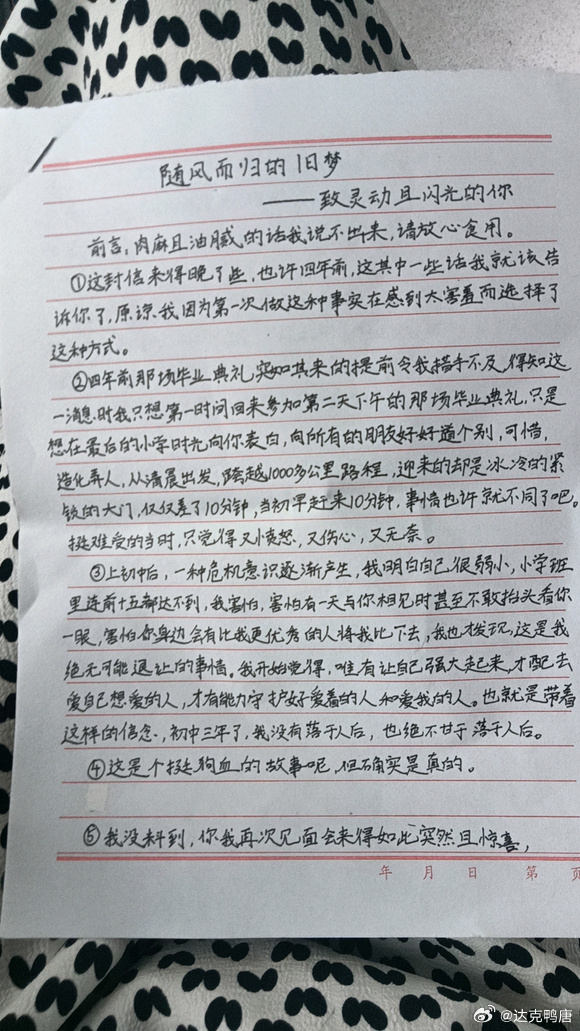 随风而归的旧梦
——致灵动且闪光的你
前言,肉麻且油腻的话我说不出来,请放心食用。
①这封信来得晚了些,也许四年前,这其中一些话我就该告
诉你了,原谅我因为第一次做这种事实在感到太害羞而选择了
这种方式。
②四年前那场毕业典礼,突如其来的提前令我措手不及,得知这
一消息时我只想第一时间回来参加第二天下午的那场毕业典礼,只是
想在最后的小学时光向你表白,向所有的朋友好好道个别,可惜,
造化弄人,从清晨出发,跨越1000多公里路程,迎来的却是冰冷的紧
锁的大门,仅仅差了10分钟,当初早赶来10分钟,事情也许就不同了吧。
挺难受的当时,只觉得又愤怒,又伤心,又无奈。
③上初中后,一种危机意识逐渐产生,我明白自己很弱小,小学班
里连前十五都达不到,我害怕,害怕有一天与你相见时甚至不敢抬头看你
一眼,害怕你身边会有比我更优秀的人将我比下去,我也才发现,这是我
绝无可能退让的事情。我开始觉得,唯有让自己强大起来,才配去
爱自己想爱的人,才有能力守护好爱着的人和爱我的人。也就是带着
这样的信念,初中三年了,我没有落于人后,也绝不甘于落于人后。
④这是个挺狗血的故事呢,但确实是真的。
⑤我没料到,你我再次见面会来得如此突然且惊喜,
年 月 日 第 页
@达克鸭唐